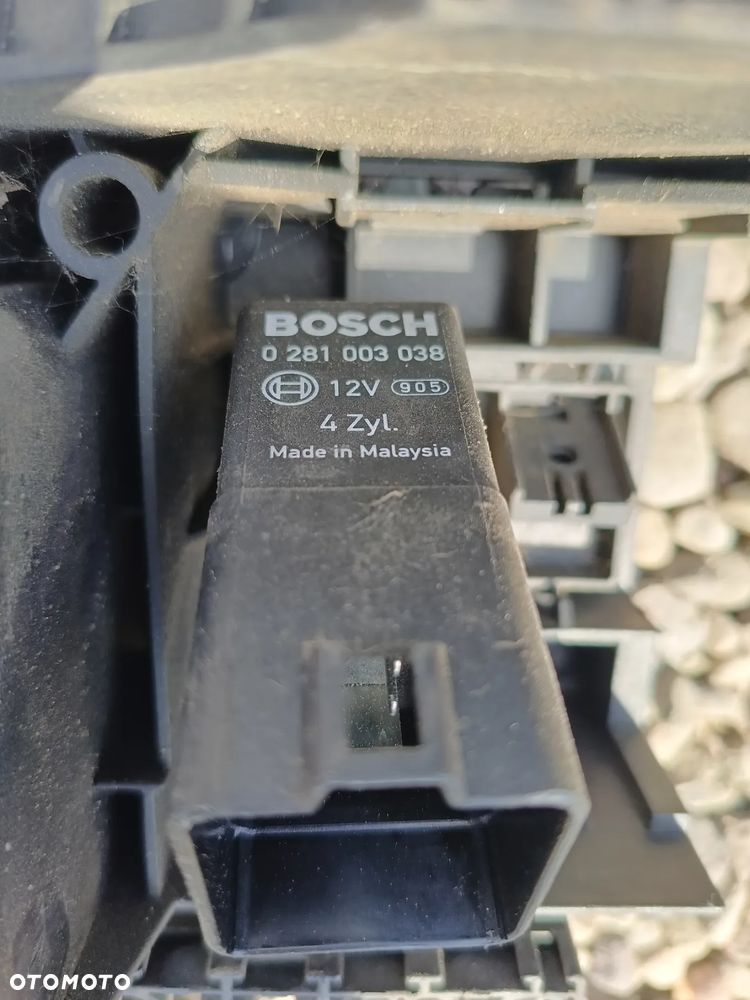 BOSCH
0 281 003 038
12V 905
4 Zyl.
Made in Malaysia
OTOMOTO